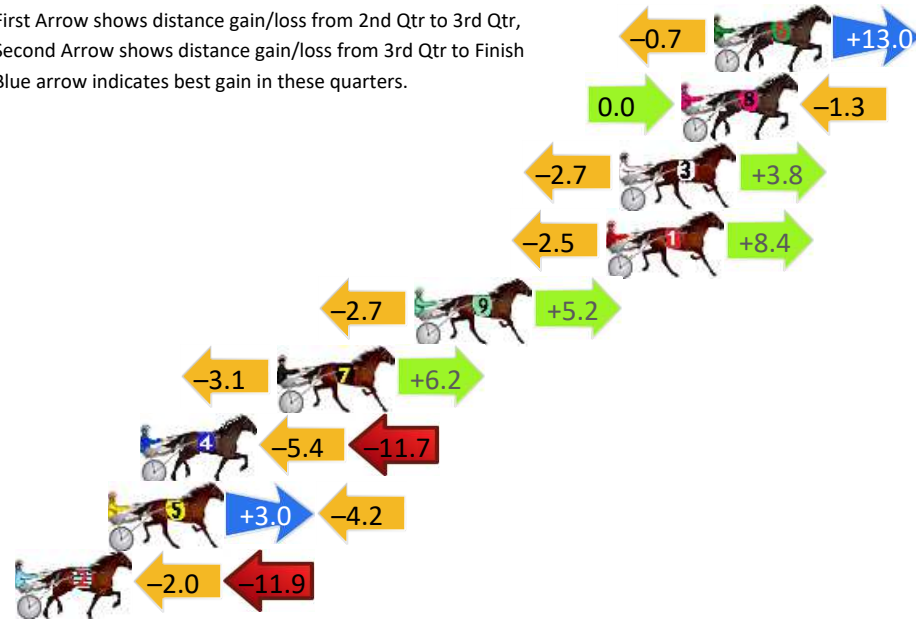 First Arrow shows distance gain/loss from 2nd Qtr to 3rd Qtr,
Second Arrow shows distance gain/loss from 3rd Qtr to Finish
Blue arrow indicates best gain in these quarters.
–0.7 6 +13.0
0.0 8 –1.3
–2.7 3 +3.8
–2.5 1 +8.4
–2.7 9 +5.2
–3.1 7 +6.2
4 –5.4 –11.7
5 +3.0 –4.2
2 –2.0 –11.9